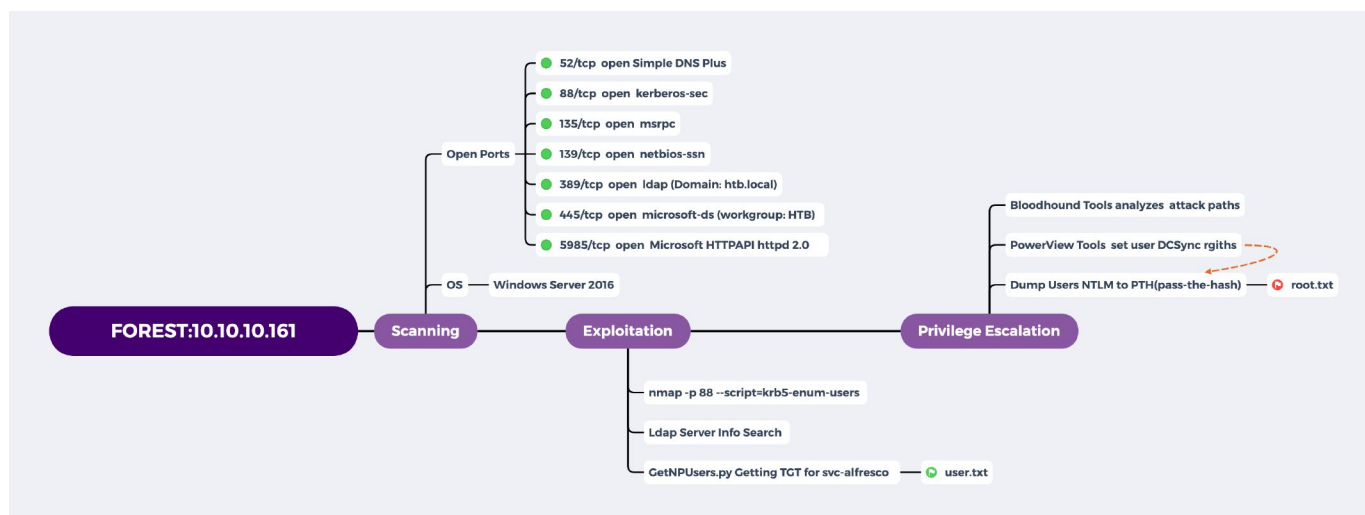 52/tcp open Simple DNS Plus
88/tcp open kerberos-sec
135/tcp open msrpc
Open Ports
139/tcp open netbios-ssn
389/tcp open ldap (Domain: htb.local)
445/tcp open microsoft-ds (workgroup: HTB)
5985/tcp open Microsoft HTTPAPI httpd 2.0
OS
Windows Server 2016
FOREST:10.10.10.161
Scanning
Exploitation
nmap -p 88 --script=krb5-enum-users
Ldap Server Info Search
GetNPUsers.py Getting TGT for svc-alfresco
user.txt
Privilege Escalation
Bloodhound Tools analyzes attack paths
PowerView Tools set user DCSync rgiths
Dump Users NTLM to PTH(pass-the-hash)
root.txt